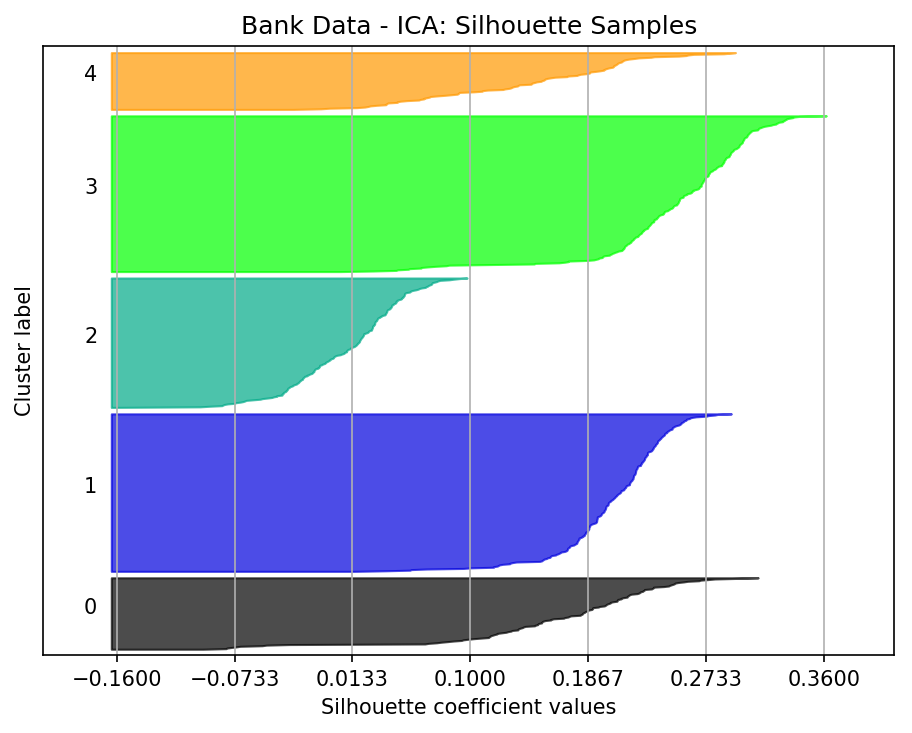 Bank Data - ICA: Silhouette Samples
4
3
2
1
0
Cluster label
−0.1600 −0.0733 0.0133 0.1000 0.1867 0.2733 0.3600
Silhouette coefficient values